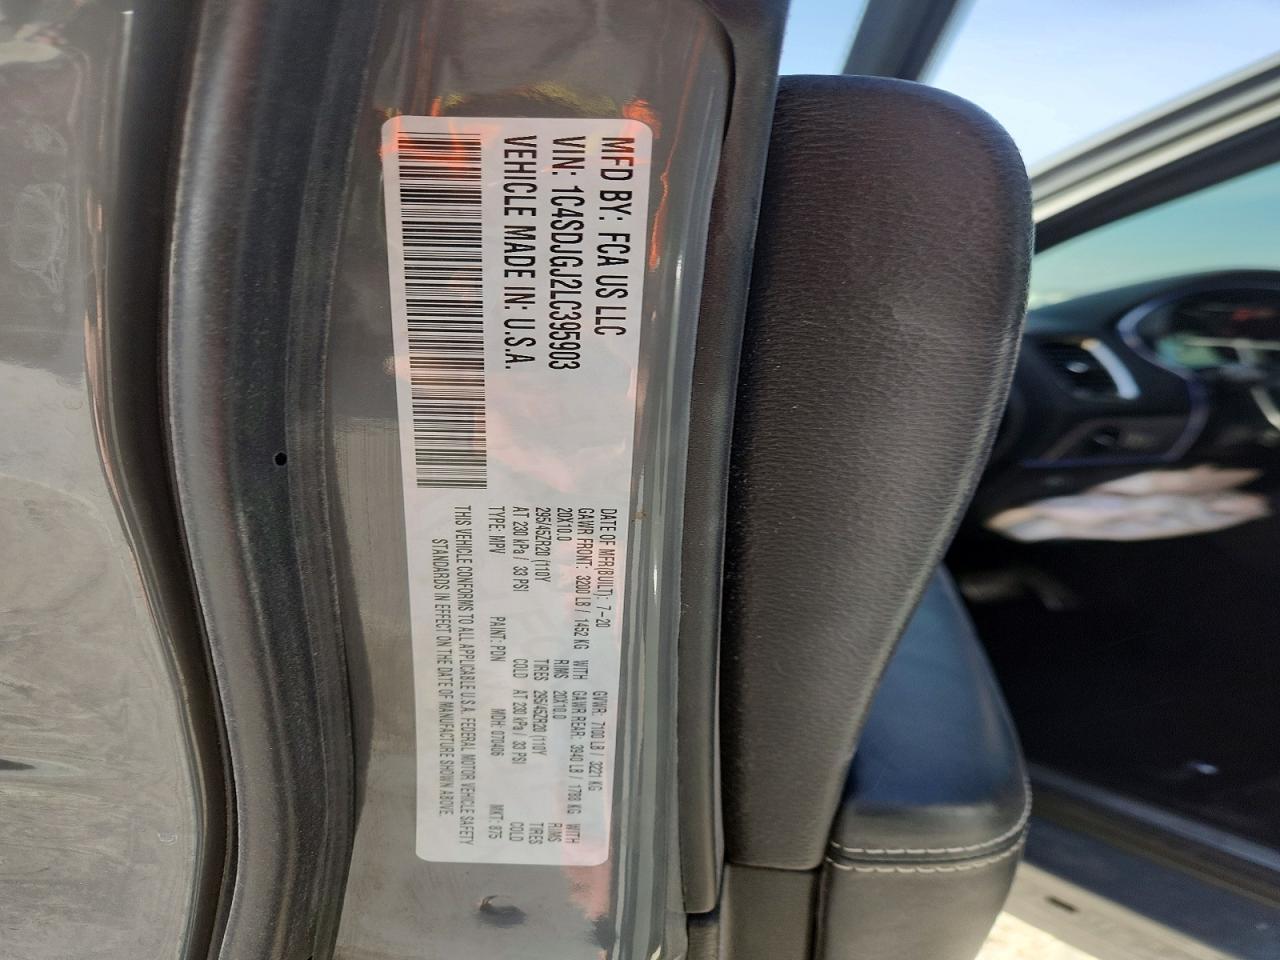 MFD BY: FCA US LLC
VIN: 1C4SDJGJ2LC395903
VEHICLE MADE IN: U.S.A.
DATE OF MFR(BUILT): 7-20 GVWR: 7100 LB / 3221 KG
GAWR FRONT: 3200 LB / 1452 KG WITH GAWR REAR: 3940 LB / 1788 KG WITH
20X10.0 RIMS 20X10.0 RIMS
295/45ZR20 (110Y TIRES 295/45ZR20 (110Y TIRES
AT 230 kPa / 33 PSI COLD AT 230 kPa / 33 PSI COLD
TYPE: MPV PAINT: PDN MDH: 070406 MKT: 875
THIS VEHICLE CONFORMS TO ALL APPLICABLE U.S.A. FEDERAL MOTOR VEHICLE SAFETY
STANDARDS IN EFFECT ON THE DATE OF MANUFACTURE SHOWN ABOVE.